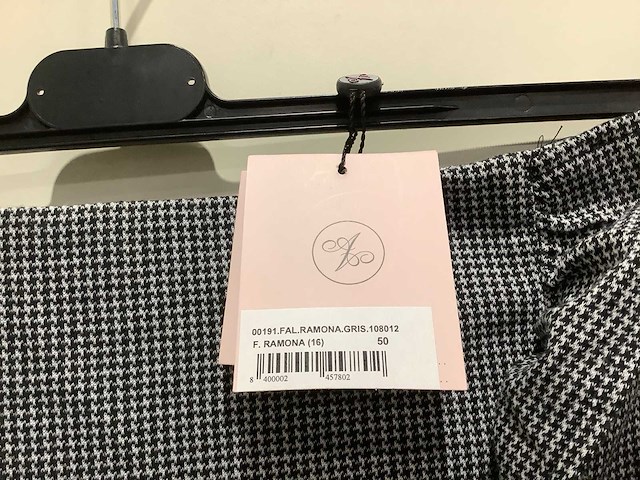 A
00191.FAL.RAMONA.GRIS.108012
F. RAMONA (16) 50
8 400002 457802